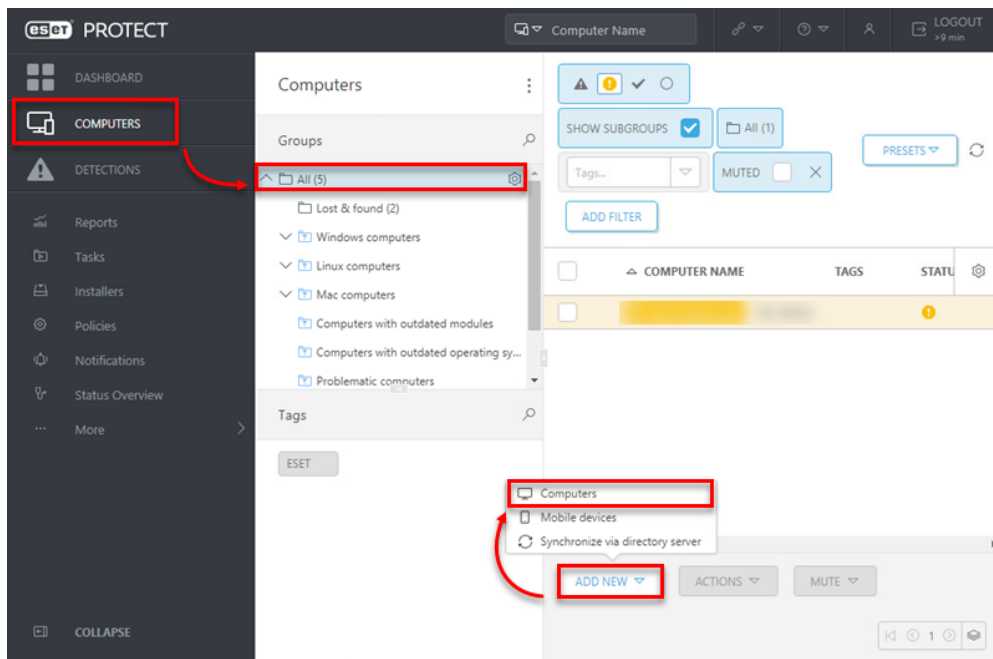 eset PROTECT
Computer Name
LOGOUT
>9 min
DASHBOARD
COMPUTERS
DETECTIONS
Reports
Tasks
Installers
Policies
Notifications
Status Overview
More
COLLAPSE
Computers
Groups
All (5)
Lost & found (2)
Windows computers
Linux computers
Mac computers
Computers with outdated modules
Computers with outdated operating sy...
Problematic computers
Tags
ESET
SHOW SUBGROUPS
All (1)
PRESETS
Tags...
MUTED
ADD FILTER
COMPUTER NAME TAGS STATU
Computers
Mobile devices
Synchronize via directory server
ADD NEW ACTIONS MUTE
1